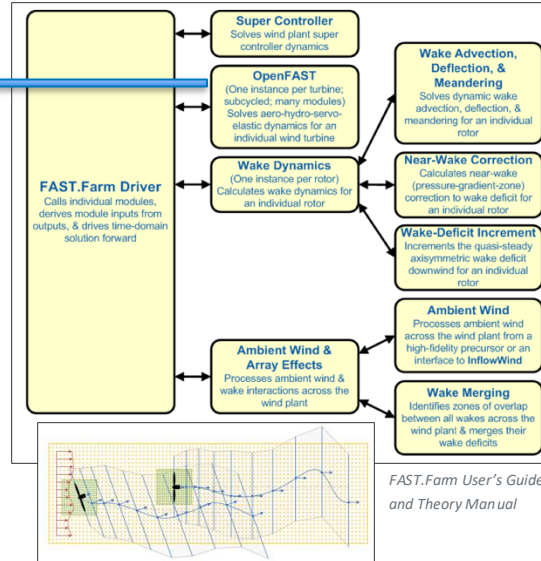 Super Controller
Solves wind plant super
controller dynamics
OpenFAST
(One instance per turbine;
subcycled; many modules)
Solves aero-hydro-servo-
elastic dynamics for an
individual wind turbine
Wake Dynamics
(One instance per rotor)
Calculates wake dynamics for
an individual rotor
FAST.Farm Driver
Calls individual modules,
derives module inputs from
outputs, & drives time-domain
solution forward
Ambient Wind &
Array Effects
Processes ambient wind &
wake interactions across the
wind plant
Wake Advection,
Deflection, &
Meandering
Solves dynamic wake
advection, deflection, &
meandering for an individual
rotor
Near-Wake Correction
Calculates near-wake
(pressure-gradient-zone)
correction to wake deficit for
an individual rotor
Wake-Deficit Increment
Increments the quasi-steady
axisymmetric wake deficit
downwind for an individual
rotor
Ambient Wind
Processes ambient wind
across the wind plant from a
high-fidelity precursor or an
interface to InflowWind
Wake Merging
Identifies zones of overlap
between all wakes across the
wind plant & merges their
wake deficits
FAST.Farm User's Guide
and Theory Manual